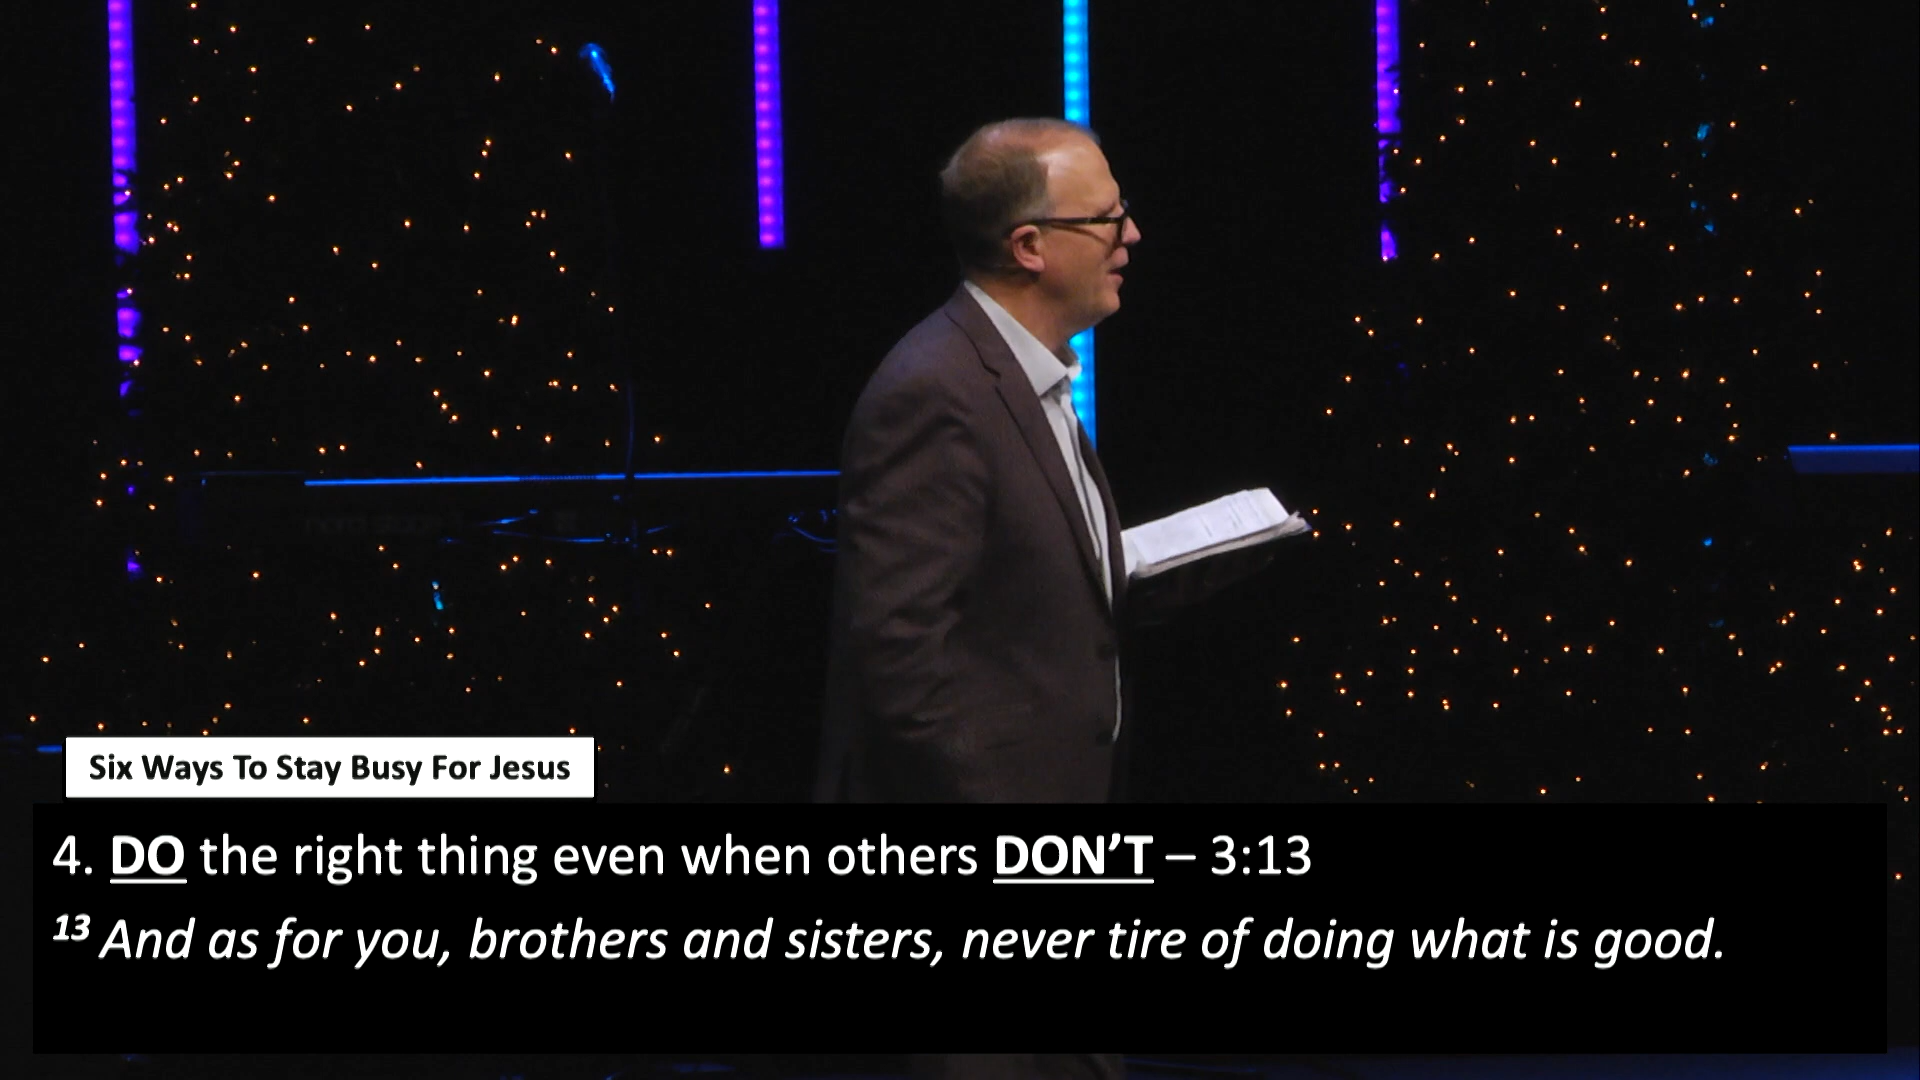 Six Ways To Stay Busy For Jesus
4. DO the right thing even when others DON’T – 3:13
13 And as for you, brothers and sisters, never tire of doing what is good.